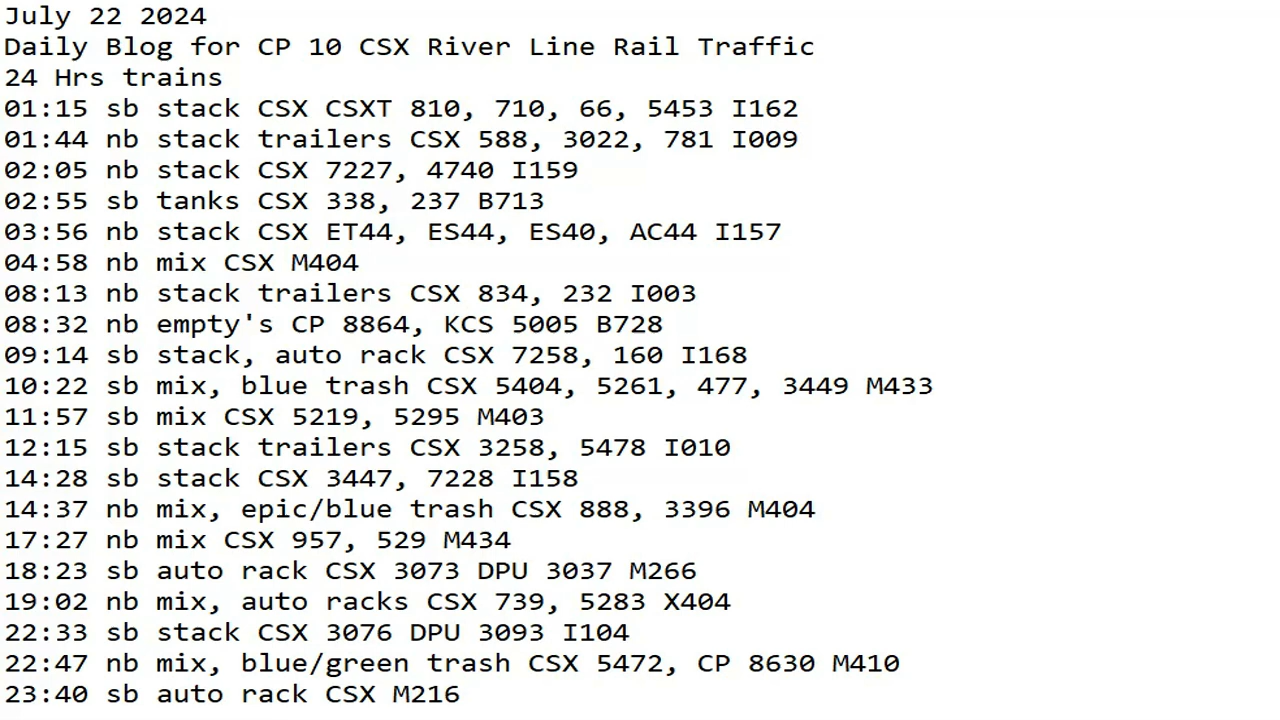 July 22 2024
Daily Blog for CP 10 CSX River Line Rail Traffic
24 Hrs trains
01:15 sb stack CSX CSXT 810, 710, 66, 5453 I162
01:44 nb stack trailers CSX 588, 3022, 781 I009
02:05 nb stack CSX 7227, 4740 I159
02:55 sb tanks CSX 338, 237 B713
03:56 nb stack CSX ET44, ES44, ES40, AC44 I157
04:58 nb mix CSX M404
08:13 nb stack trailers CSX 834, 232 I003
08:32 nb empty's CP 8864, KCS 5005 B728
09:14 sb stack, auto rack CSX 7258, 160 I168
10:22 sb mix, blue trash CSX 5404, 5261, 477, 3449 M433
11:57 sb mix CSX 5219, 5295 M403
12:15 sb stack trailers CSX 3258, 5478 I010
14:28 sb stack CSX 3447, 7228 I158
14:37 nb mix, epic/blue trash CSX 888, 3396 M404
17:27 nb mix CSX 957, 529 M434
18:23 sb auto rack CSX 3073 DPU 3037 M266
19:02 nb mix, auto racks CSX 739, 5283 X404
22:33 sb stack CSX 3076 DPU 3093 I104
22:47 nb mix, blue/green trash CSX 5472, CP 8630 M410
23:40 sb auto rack CSX M216